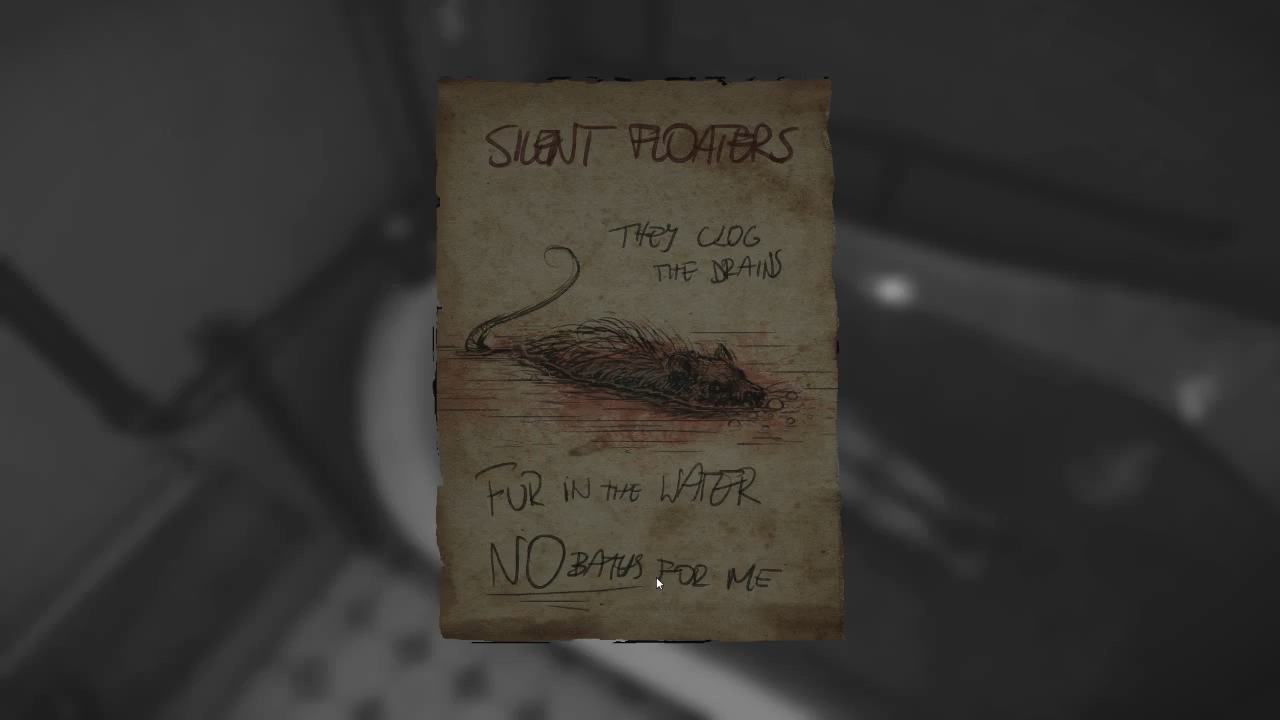 SILENT FLOATERS
THEY CLOG
THE DRAINS
FUR IN THE WATER
NO BATHS FOR ME